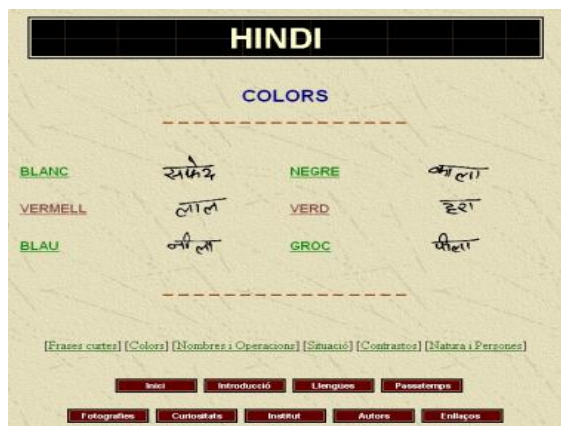 HINDI
COLORS
BLANC सफेद NEGRE काला
VERMELL लाल VERD हरा
BLAU नीला GROC पीला
[Frases curtes] [Colors] [Nombres i Operacions] [Situació] [Contrastos] [Natura i Persones]
Inici Introducció Llengües Passatemps
Fotografies Curiositats Institut Autors Enllaços